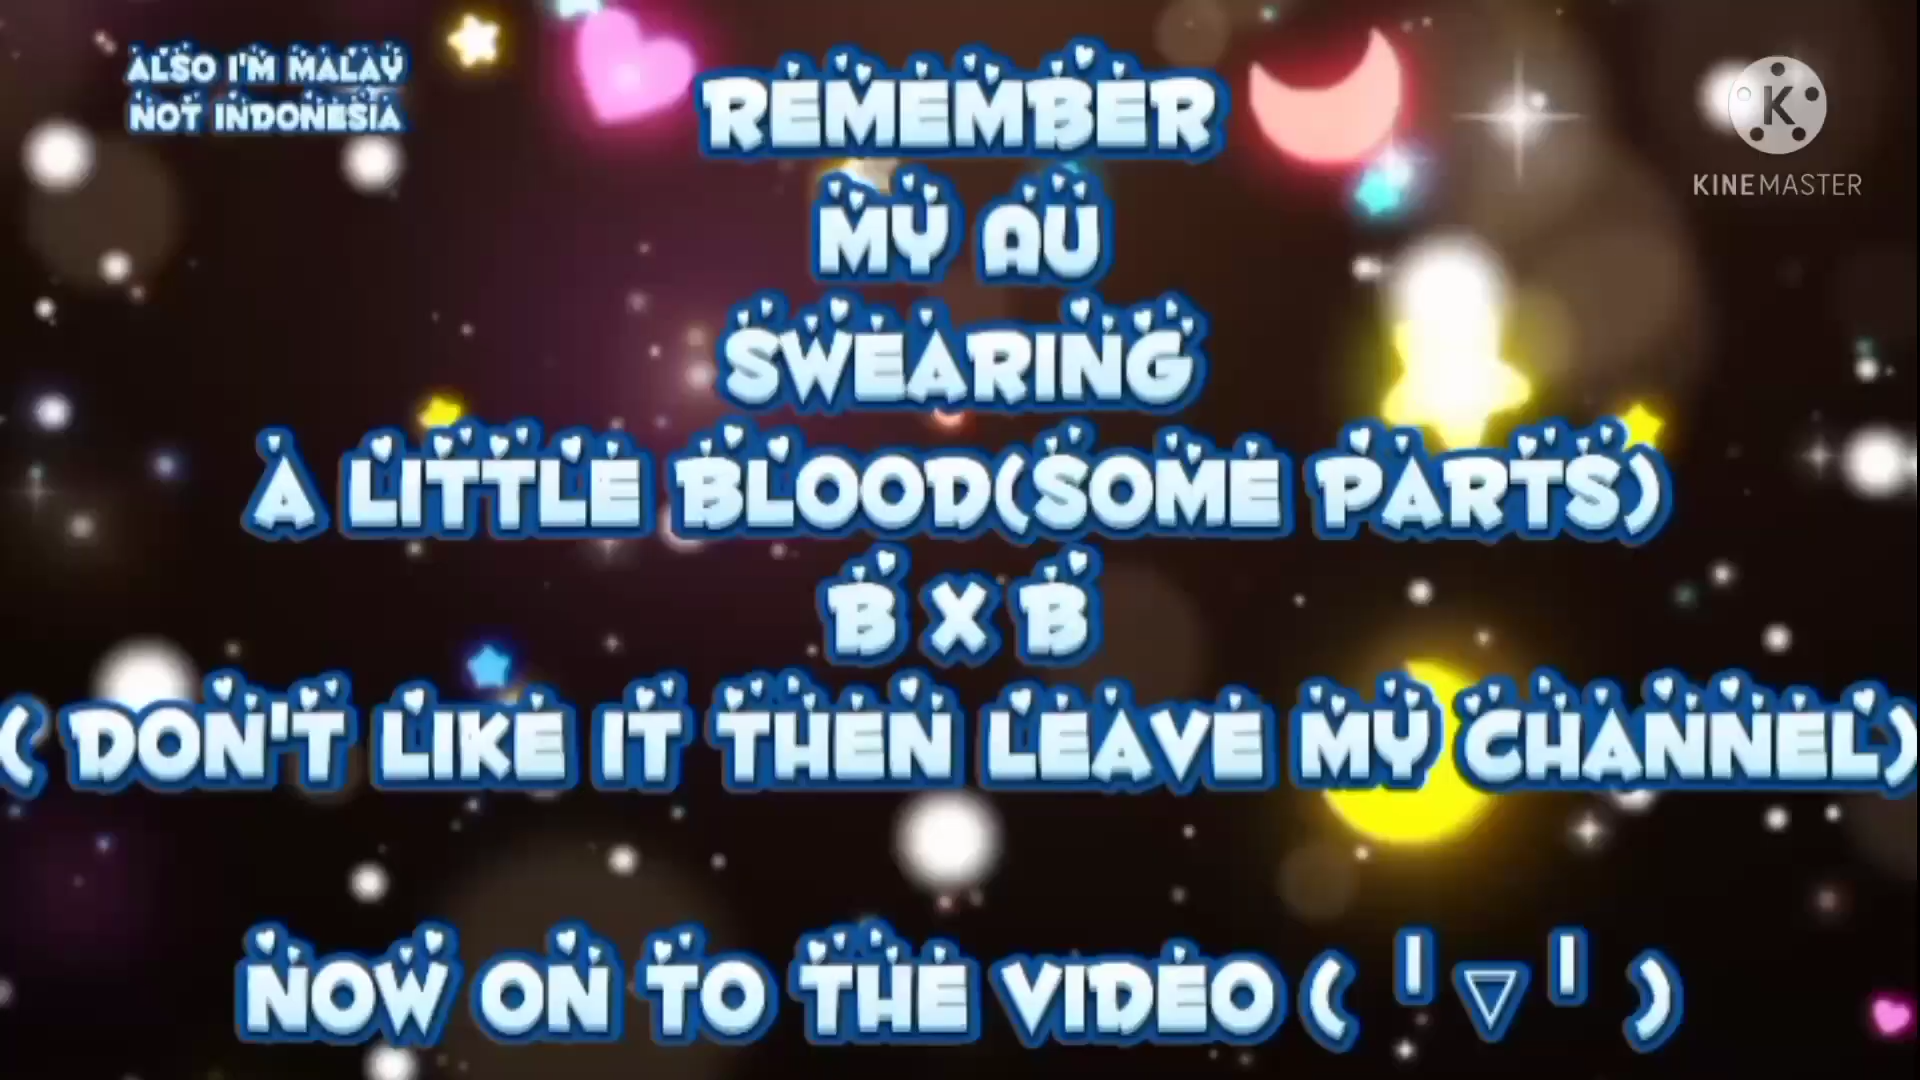 ALSO I'M MALAY
NOT INDONESIA
REMEMBER
MY AU
SWEARING
A LITTLE BLOOD(SOME PARTS)
B X B
( DON'T LIKE IT THEN LEAVE MY CHANNEL)
NOW ON TO THE VIDEO ( ╹▽╹ )
K
KINEMASTER